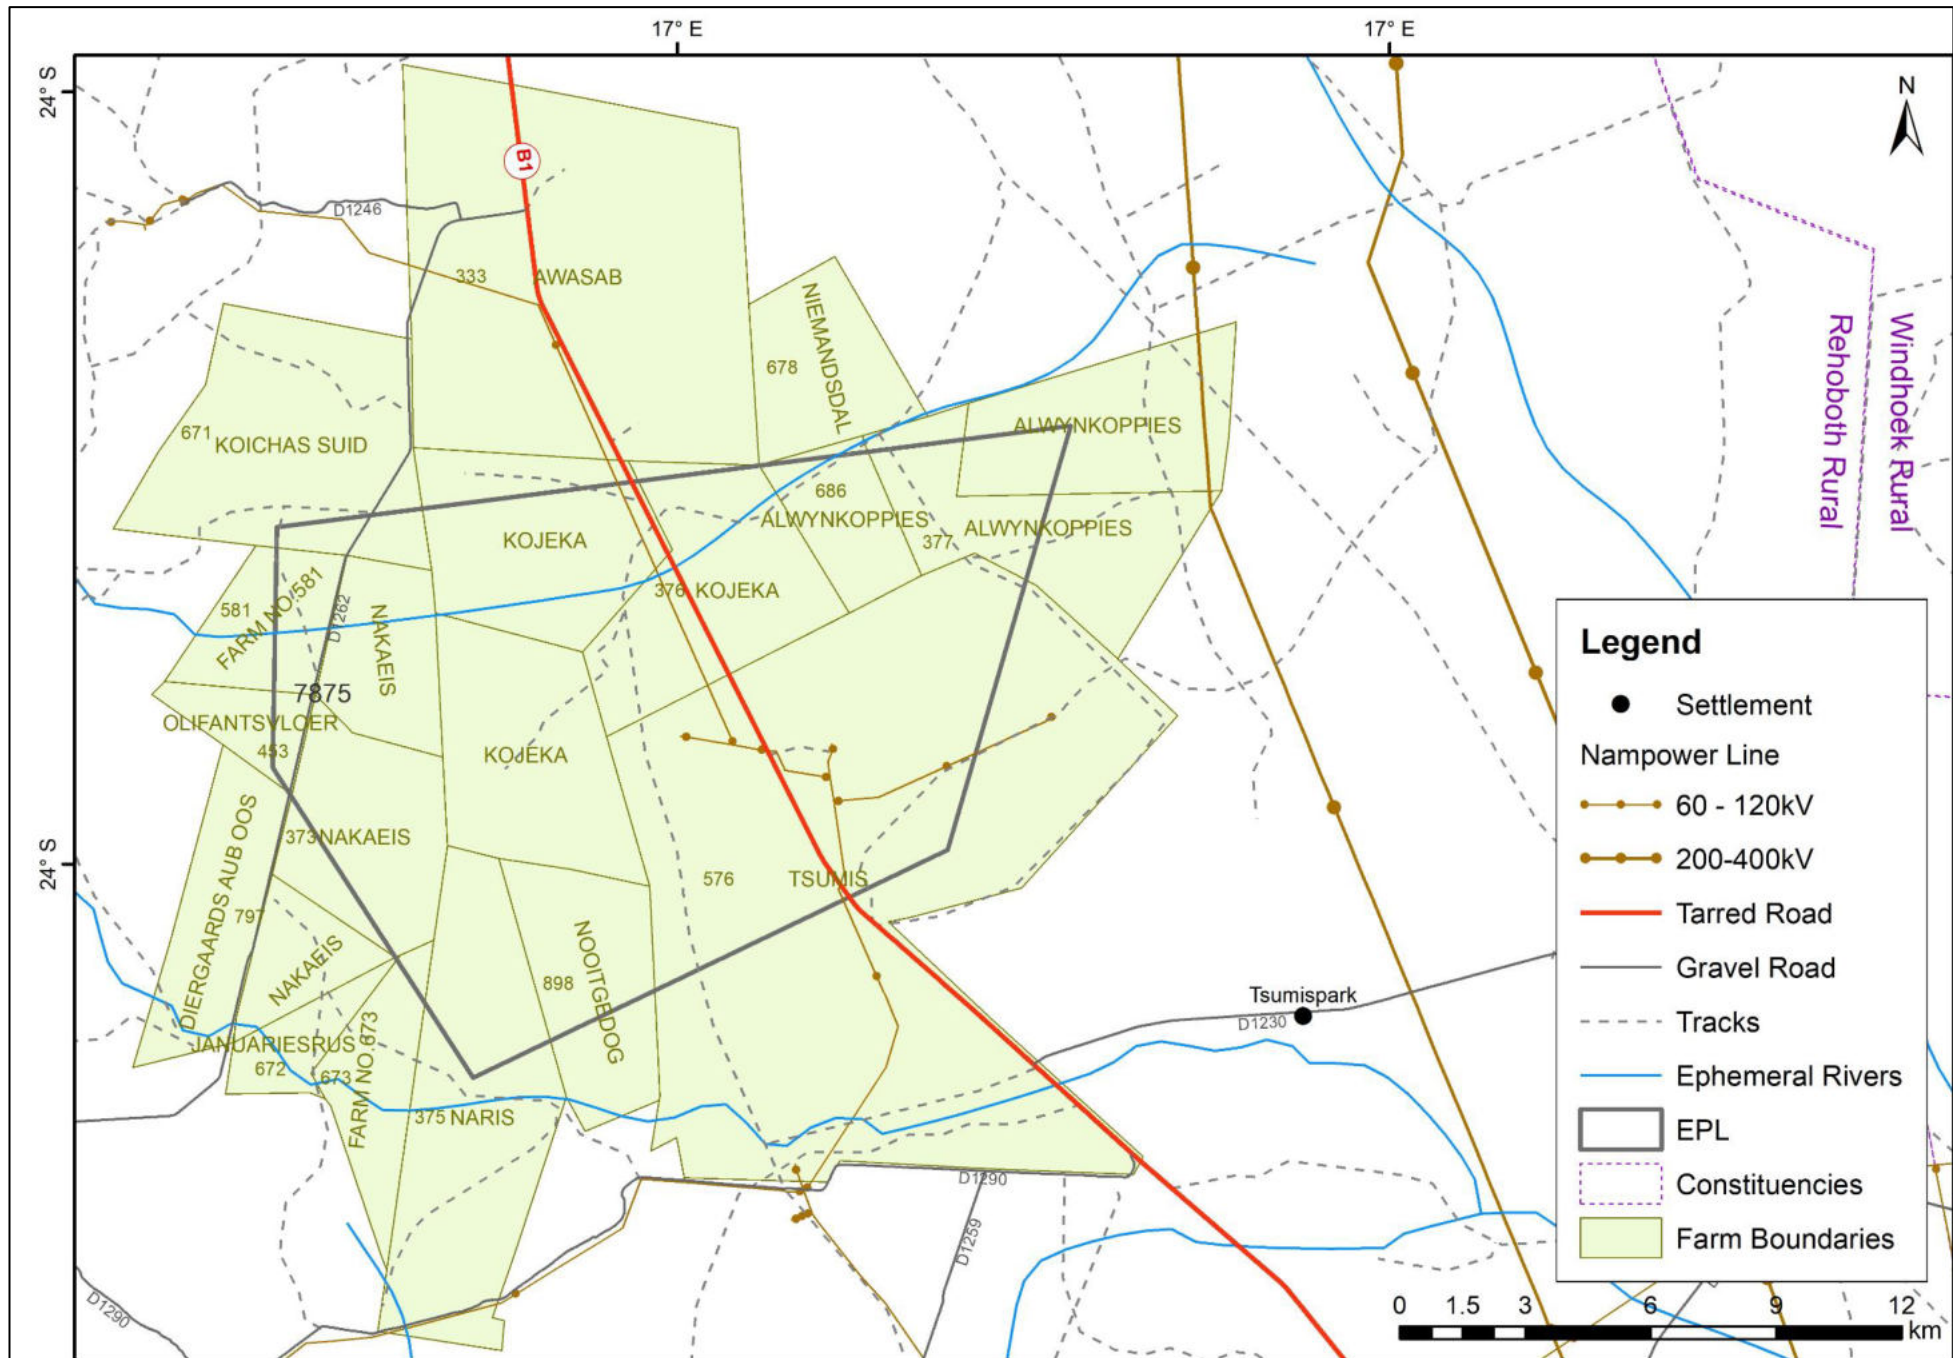 17° E
17° E
24° S
N
B1
D1246
333
AWASAB
NIEMANDSDAL
678
Rehoboth Rural
Windhoek Rural
671
KOICHAS SUID
ALWYNKOPPIES
686
ALWYNKOPPIES
ALWYNKOPPIES
377
KOJEKA
376
KOJEKA
581
FARM NO.581
D1262
NAKAEIS
7875
OLIFANTSVLOER
453
KOJEKA
DIERGAARDS AUB OOS
373
NAKAEIS
24° S
576
TSUMIS
797
NAKAEIS
898
NOOITGEDOG
Tsumispark
D1230
JANUARIESRUS
672
673
FARM NO.673
375
NARIS
D1290
D1259
D1290
Legend
Settlement
Nampower Line
60 - 120kV
200-400kV
Tarred Road
Gravel Road
Tracks
Ephemeral Rivers
EPL
Constituencies
Farm Boundaries
0 1.5 3 6 9 12
km